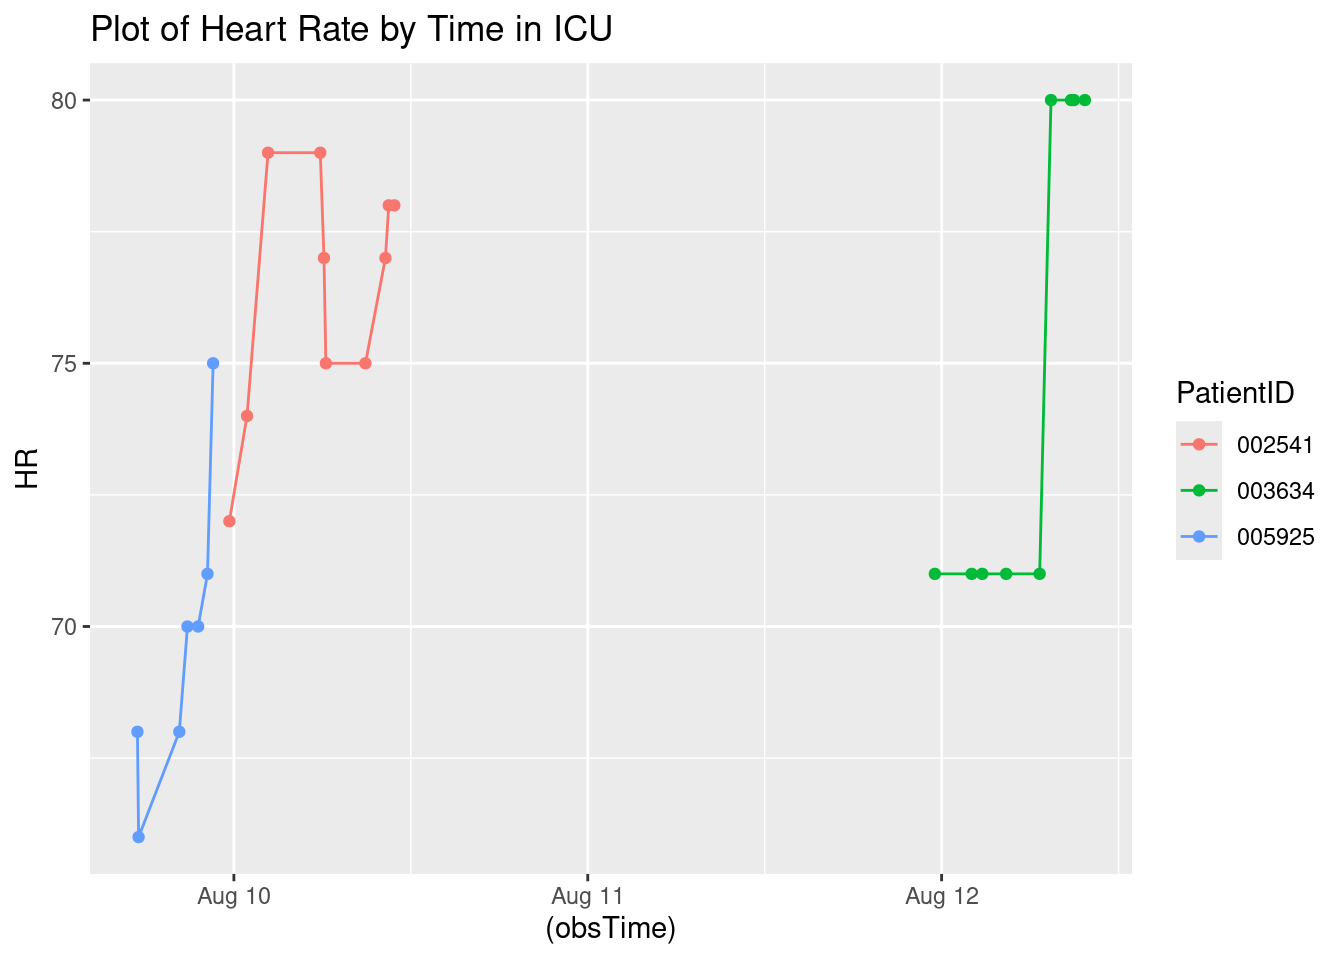 Plot of Heart Rate by Time in ICU
80
75
70
HR
Aug 10
Aug 11
Aug 12
(obsTime)
PatientID
002541
003634
005925